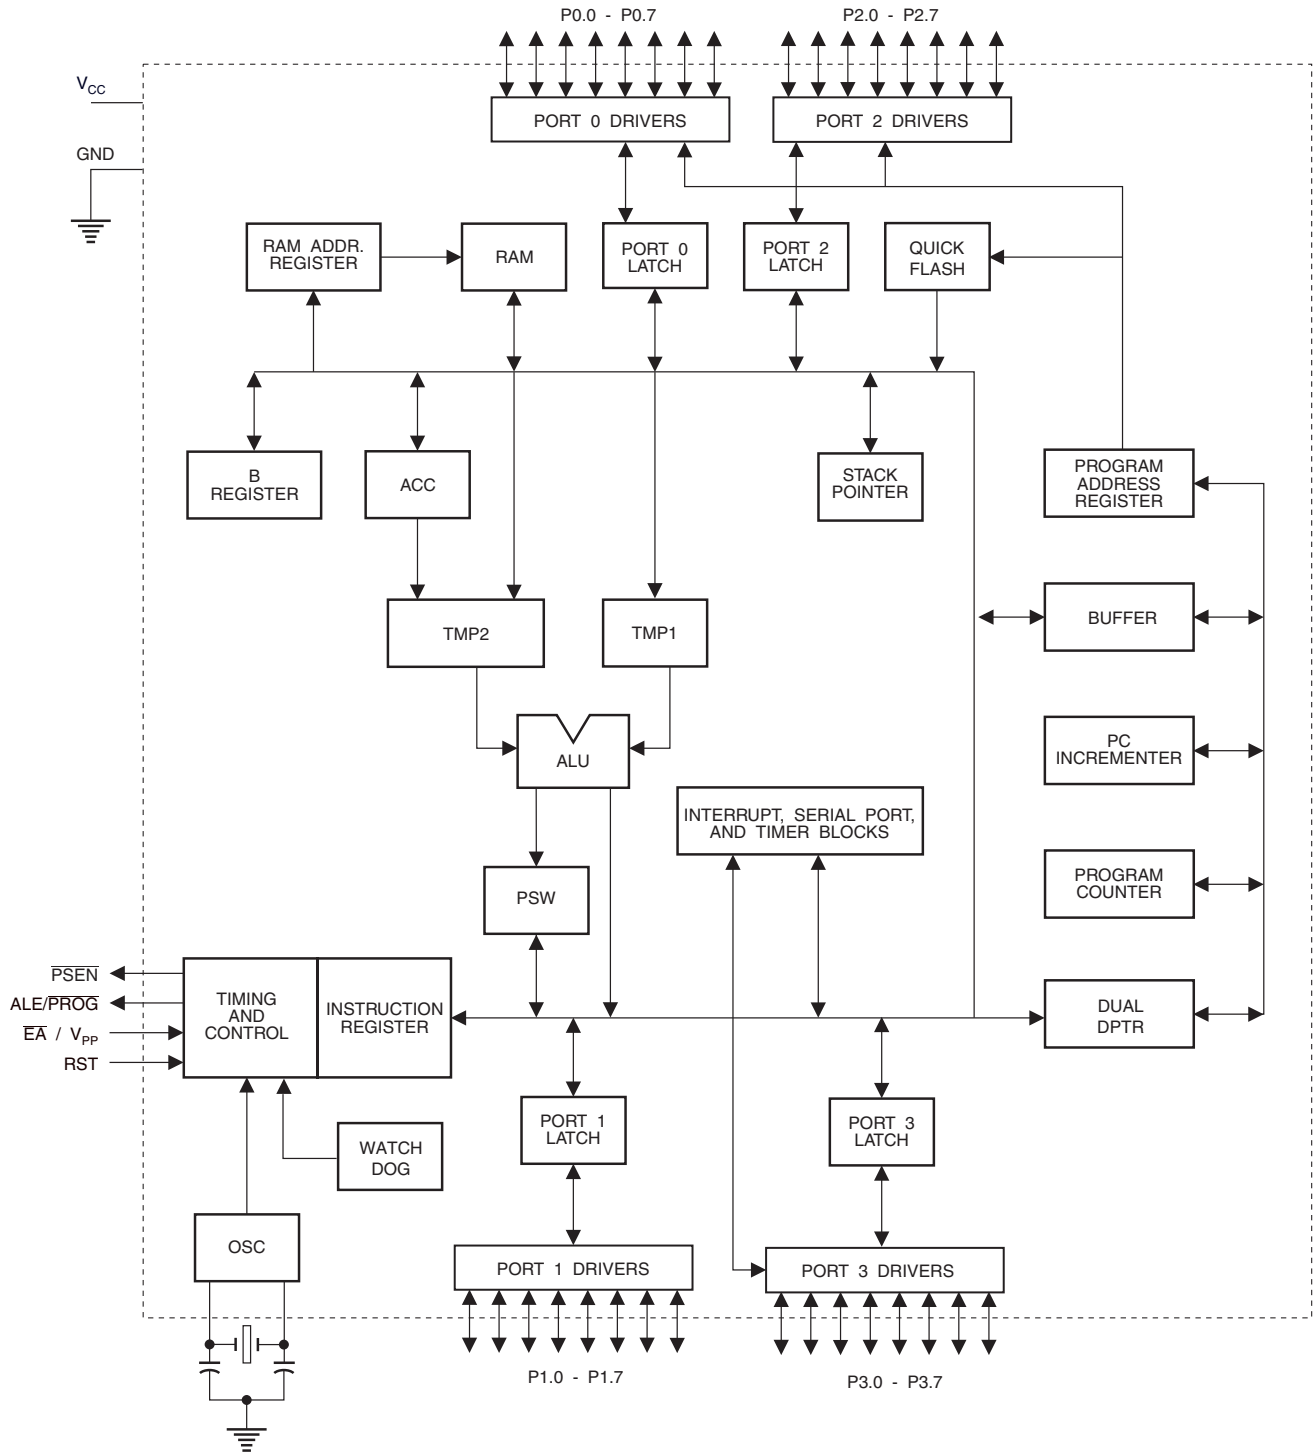 P0.0 - P0.7
P2.0 - P2.7
VCC
PORT 0 DRIVERS
PORT 2 DRIVERS
GND
RAM ADDR.
REGISTER
RAM
PORT 0
LATCH
PORT 2
LATCH
QUICK
FLASH
B
REGISTER
ACC
STACK
POINTER
PROGRAM
ADDRESS
REGISTER
TMP2
TMP1
BUFFER
ALU
PC
INCREMENTER
INTERRUPT, SERIAL PORT,
AND TIMER BLOCKS
PSW
PROGRAM
COUNTER
PSEN
ALE/PROG
EA / VPP
RST
TIMING
AND
CONTROL
INSTRUCTION
REGISTER
DUAL
DPTR
PORT 1
LATCH
PORT 3
LATCH
WATCH
DOG
OSC
PORT 1 DRIVERS
PORT 3 DRIVERS
P1.0 - P1.7
P3.0 - P3.7